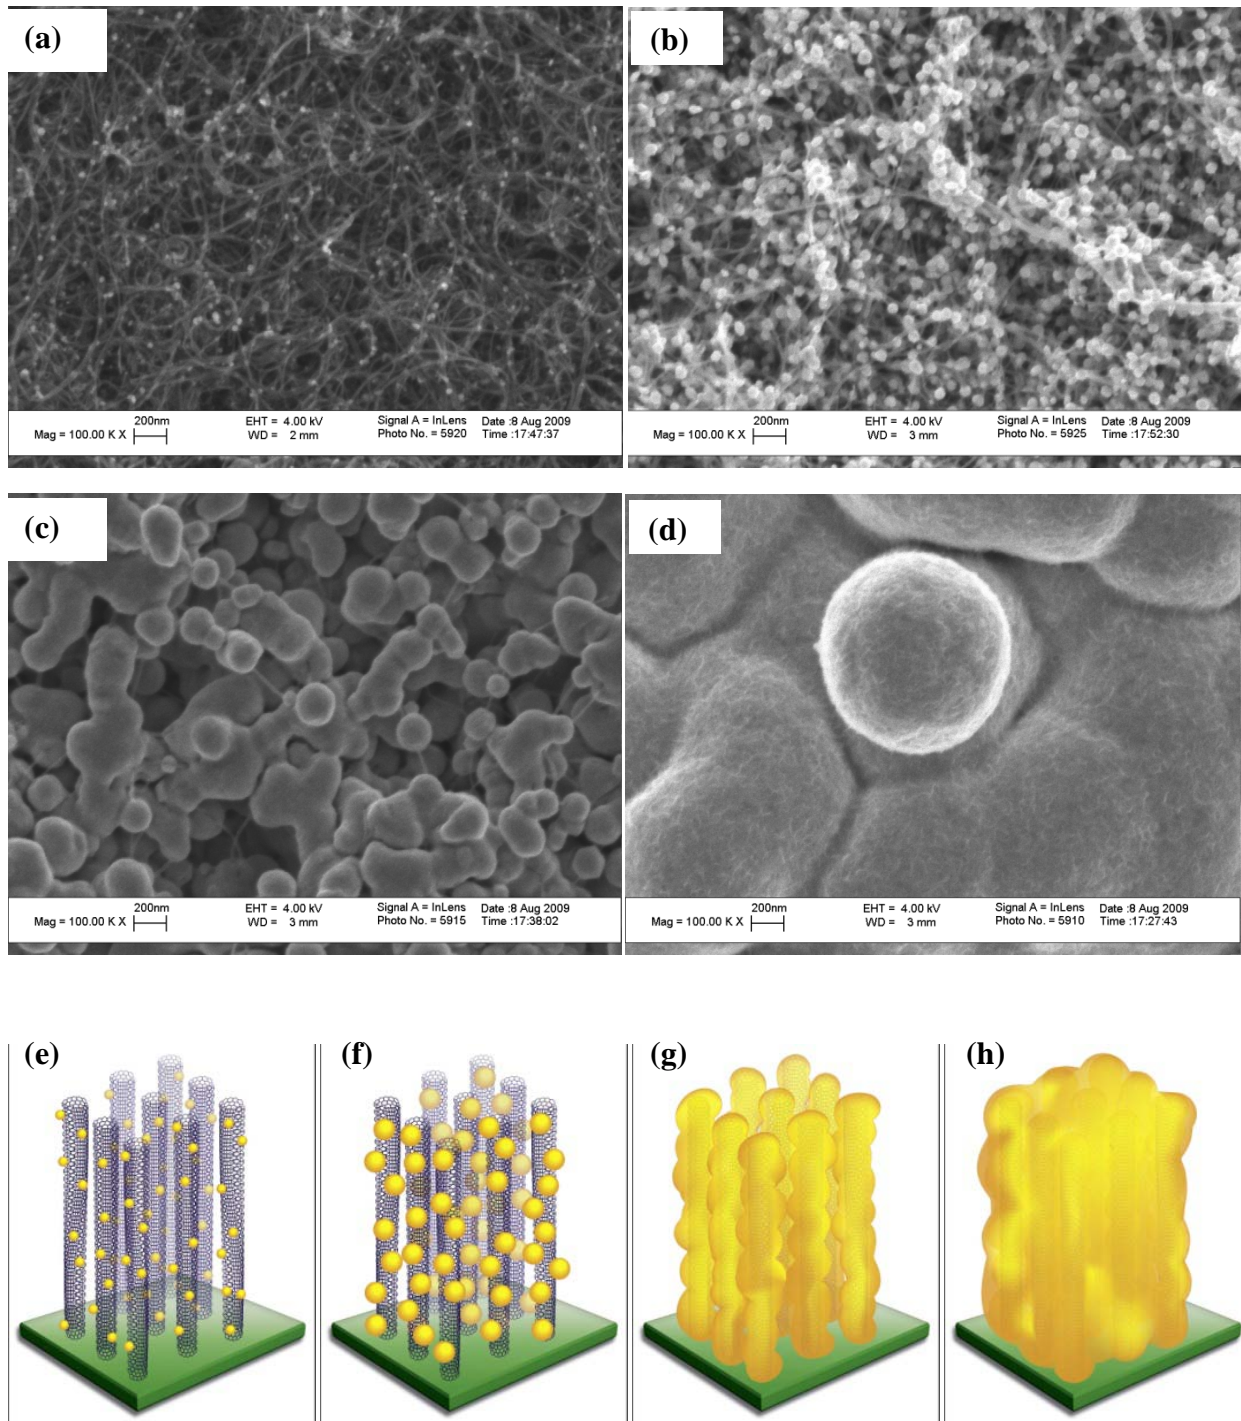 (a)
200nm
Mag = 100.00 K X
EHT = 4.00 kV
WD = 2 mm
Signal A = InLens
Photo No. = 5920
Date :8 Aug 2009
Time :17:47:37
(b)
200nm
Mag = 100.00 K X
EHT = 4.00 kV
WD = 3 mm
Signal A = InLens
Photo No. = 5925
Date :8 Aug 2009
Time :17:52:30
(c)
200nm
Mag = 100.00 K X
EHT = 4.00 kV
WD = 3 mm
Signal A = InLens
Photo No. = 5915
Date :8 Aug 2009
Time :17:38:02
(d)
200nm
Mag = 100.00 K X
EHT = 4.00 kV
WD = 3 mm
Signal A = InLens
Photo No. = 5910
Date :8 Aug 2009
Time :17:27:43
(e)
(f)
(g)
(h)